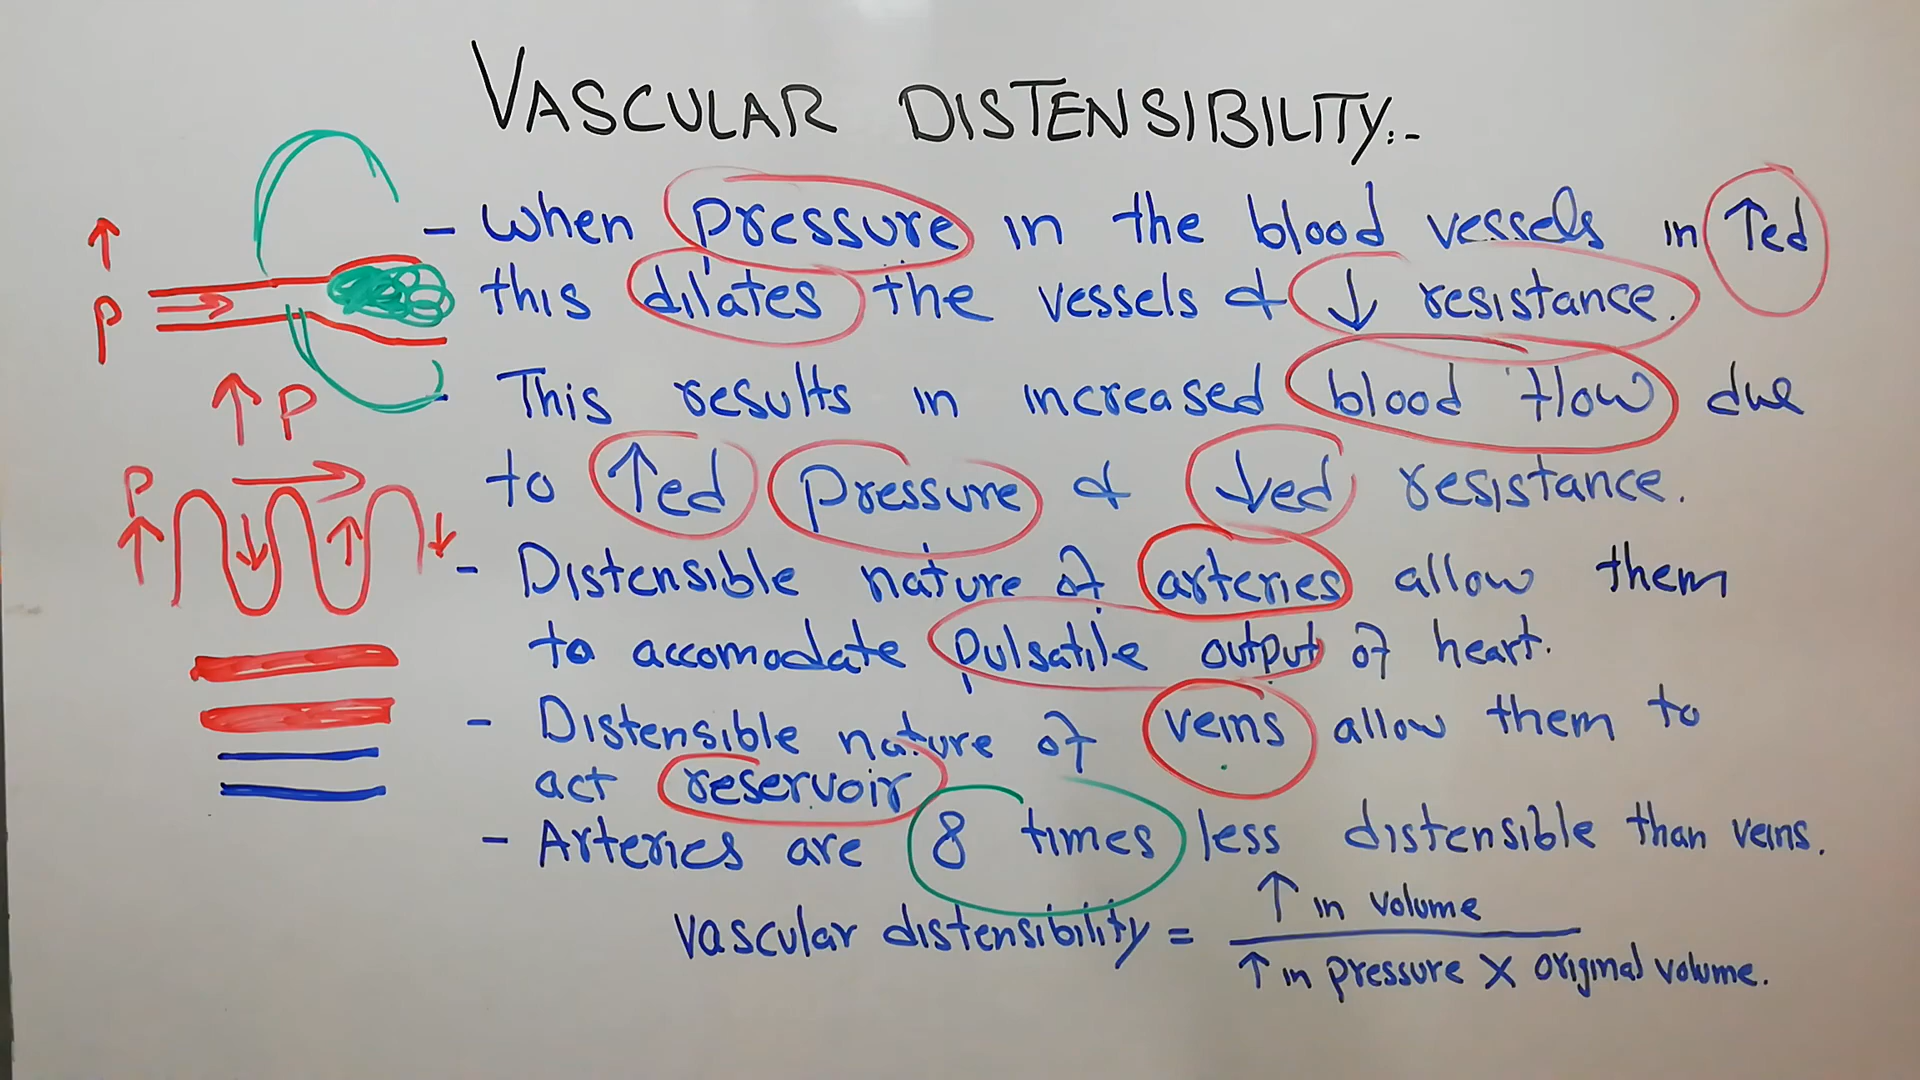 VASCULAR DISTENSIBILITY:-
- When pressure in the blood vessels in ↑ed
this dilates the vessels & ↓ resistance.
- This results in increased blood flow due
to ↑ed pressure & ↓ed resistance.
- Distensible nature of arteries allow them
to accomodate pulsatile output of heart.
- Distensible nature of veins allow them to
act reservoir
- Arteries are 8 times less distensible than veins.
vascular distensibility = ↑ in volume
↑ in pressure X original volume.
↑
P
↑ P
P
↑ ↓ ↑ ↓